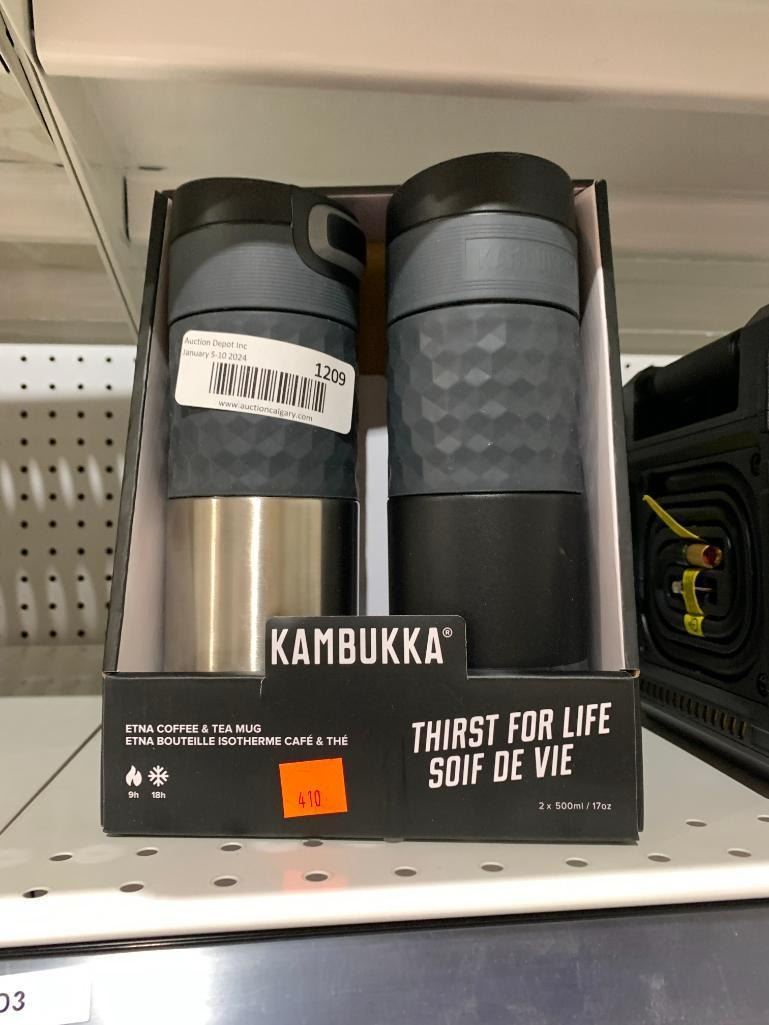 Auction Depot Inc
January 5-10 2024
1209
www.auctioncalgary.com
KAMBUKKA®
ETNA COFFEE & TEA MUG
ETNA BOUTEILLE ISOTHERME CAFÉ & THÉ
9h 18h
410
THIRST FOR LIFE
SOIF DE VIE
2 x 500ml / 17oz
03